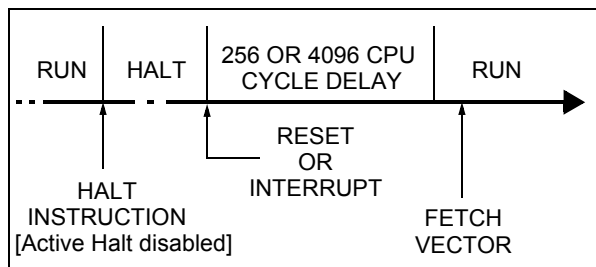 RUN
HALT
256 OR 4096 CPU
CYCLE DELAY
RUN
RESET
OR
INTERRUPT
HALT
INSTRUCTION
[Active Halt disabled]
FETCH
VECTOR